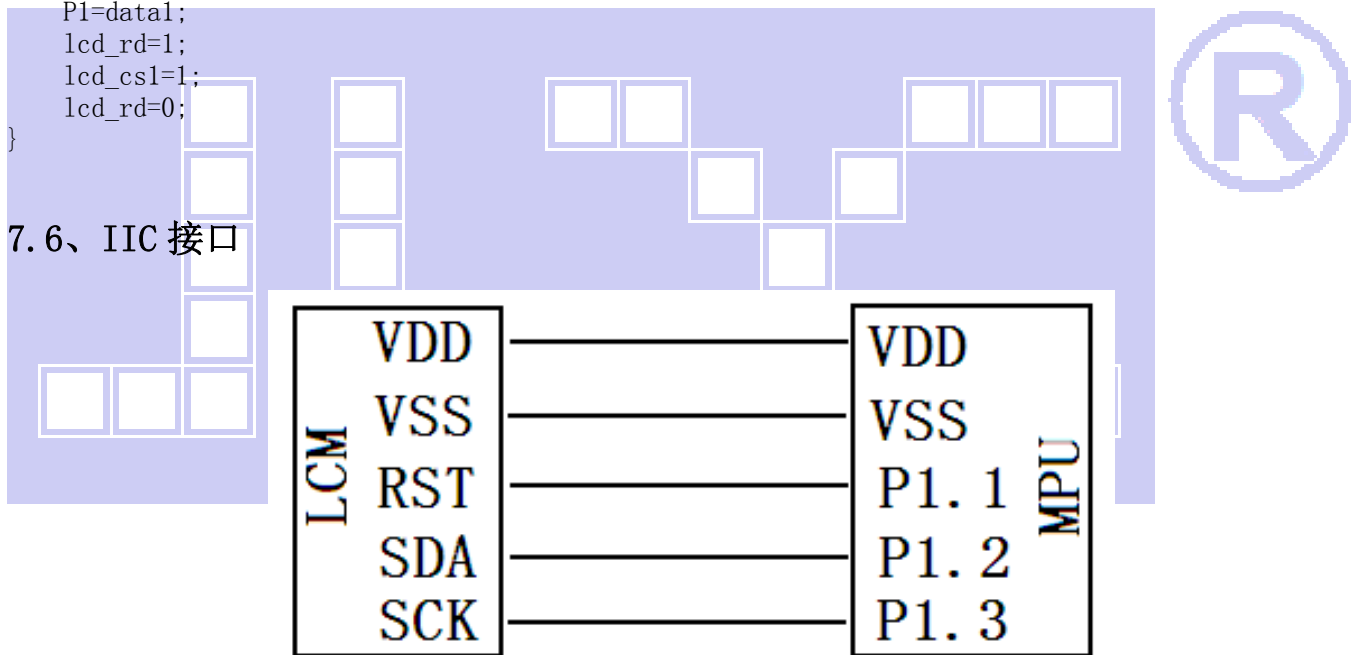 P1=data1;
lcd_rd=1;
lcd_cs1=1;
lcd_rd=0;
}
7.6、IIC 接口
VDD VDD
VSS VSS
LCM MPU
RST P1.1
SDA P1.2
SCK P1.3
®